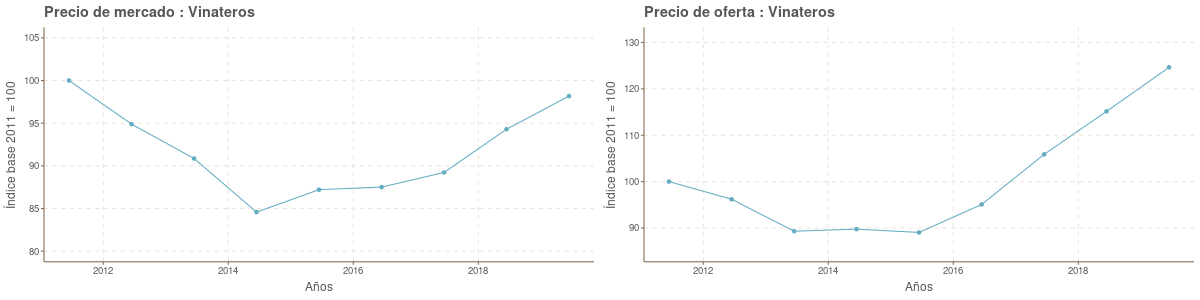 Precio de mercado : Vinateros
105
100
95
90
85
80
Índice base 2011 = 100
2012 2014 2016 2018
Años
Precio de oferta : Vinateros
130
120
110
100
90
Índice base 2011 = 100
2012 2014 2016 2018
Años